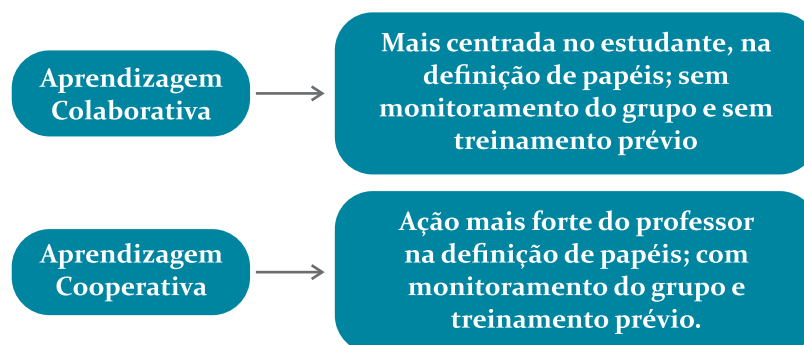 Aprendizagem
Colaborativa
Mais centrada no estudante, na
definição de papéis; sem
monitoramento do grupo e sem
treinamento prévio
Aprendizagem
Cooperativa
Ação mais forte do professor
na definição de papéis; com
monitoramento do grupo e
treinamento prévio.